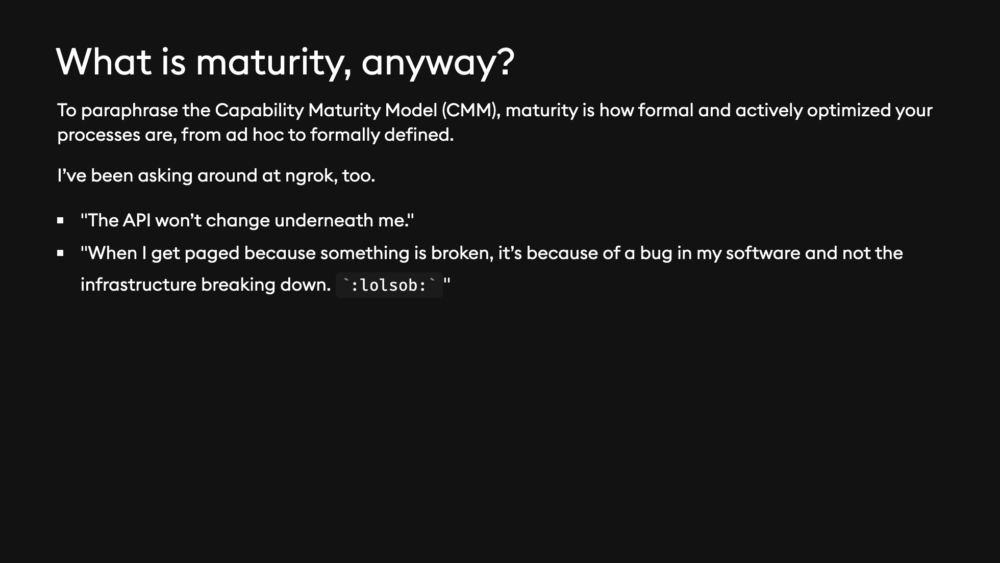 What is maturity, anyway?
To paraphrase the Capability Maturity Model (CMM), maturity is how formal and actively optimized your
processes are, from ad hoc to formally defined.
I’ve been asking around at ngrok, too.
▪ "The API won’t change underneath me."
▪ "When I get paged because something is broken, it’s because of a bug in my software and not the
infrastructure breaking down. `:lolsob:`"